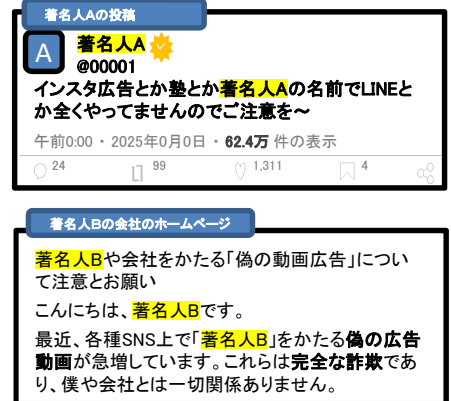 著名人Aの投稿
A
著名人A
@00001
インスタ広告とか塾とか著名人Aの名前でLINEと
か全くやってませんのでご注意を～
午前0:00・2025年0月0日・62.4万 件の表示
24 99 1,311 4
著名人Bの会社のホームページ
著名人Bや会社をかたる「偽の動画広告」につい
て注意とお願い
こんにちは、著名人Bです。
最近、各種SNS上で「著名人B」をかたる偽の広告
動画が急増しています。これらは完全な詐欺であ
り、僕や会社とは一切関係ありません。